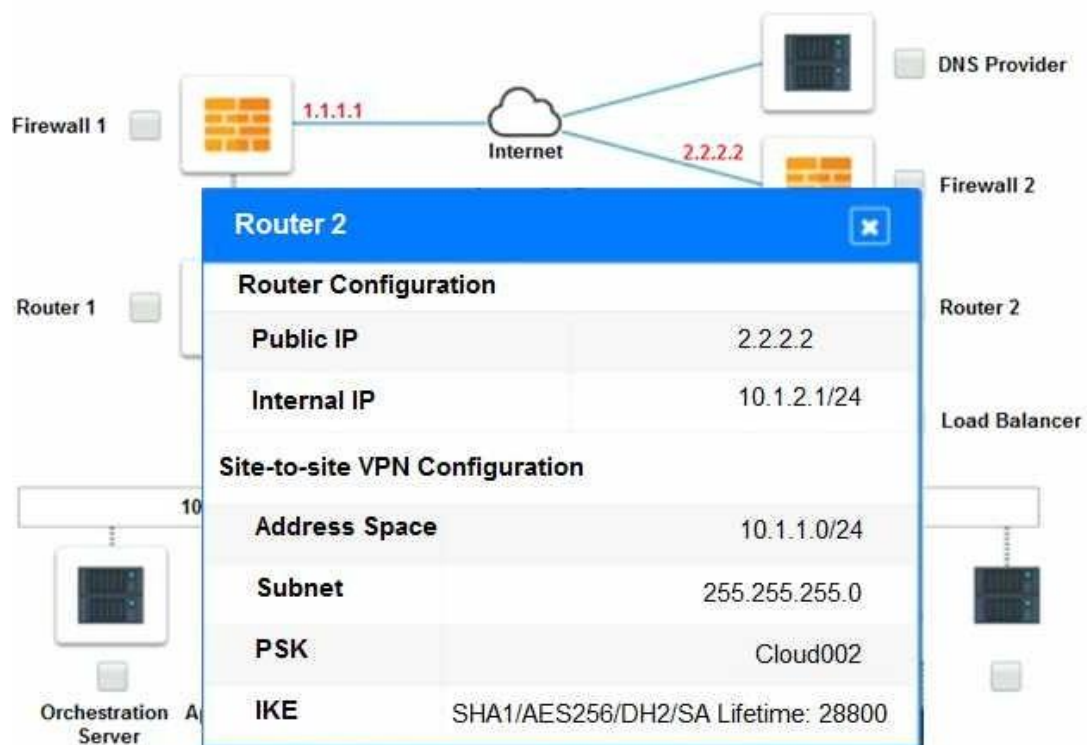 DNS Provider
Firewall 1
1.1.1.1
Internet
2.2.2.2
Firewall 2
Router 2
Router Configuration
Router 1
Router 2
Public IP 2.2.2.2
Internal IP 10.1.2.1/24
Load Balancer
Site-to-site VPN Configuration
10
Address Space 10.1.1.0/24
Subnet 255.255.255.0
PSK Cloud002
IKE SHA1/AES256/DH2/SA Lifetime: 28800
Orchestration
Server